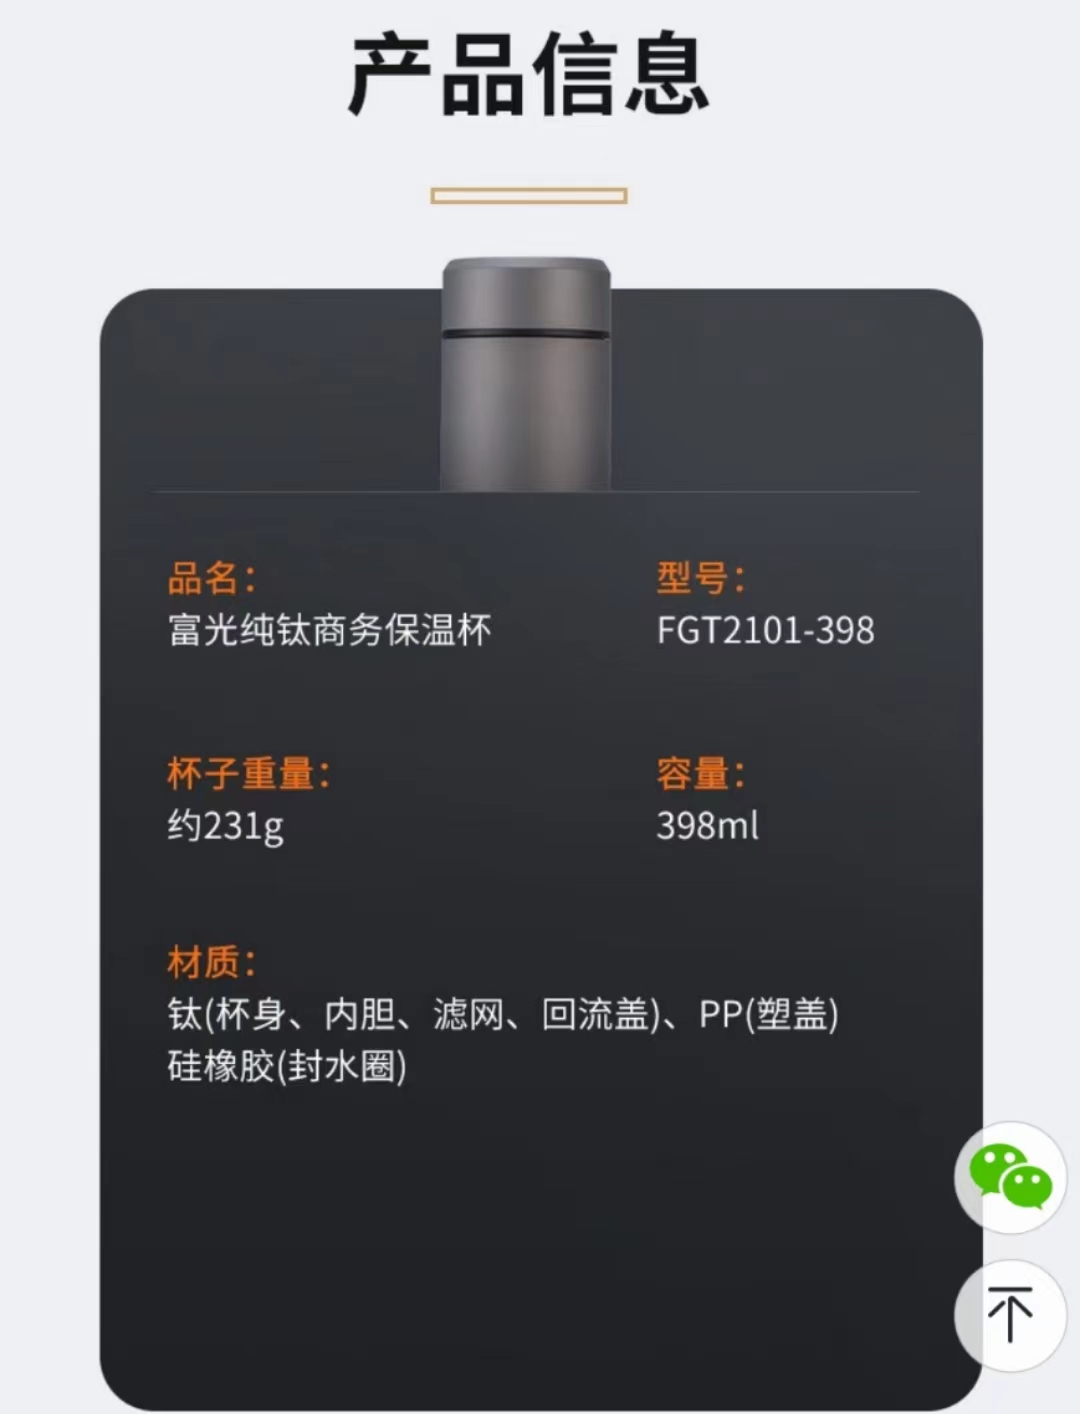 产品信息
品名：
富光纯钛商务保温杯
型号：
FGT2101-398
杯子重量：
约231g
容量：
398ml
材质：
钛(杯身、内胆、滤网、回流盖)、PP(塑盖)
硅橡胶(封水圈)